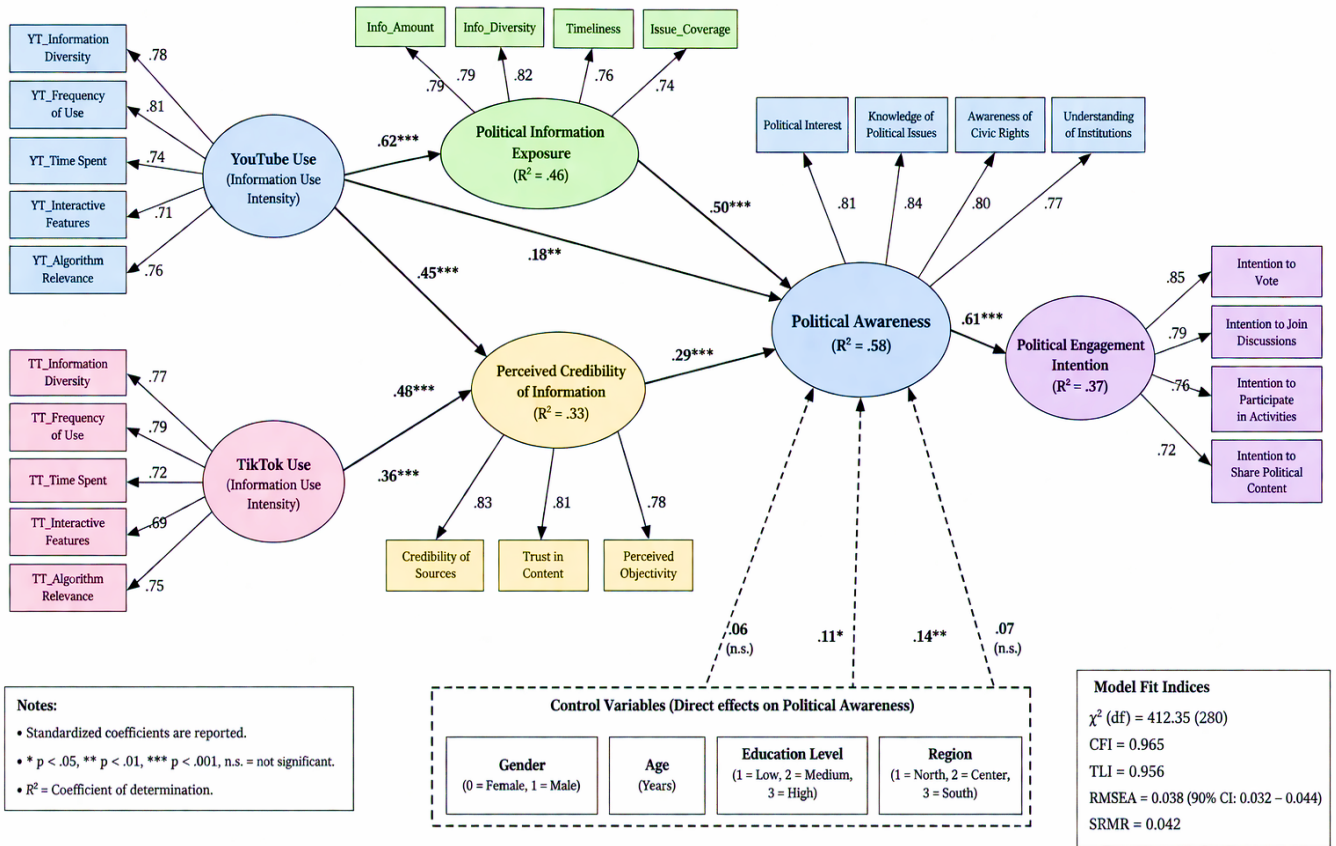 Info_Amount
Info_Diversity
Timeliness
Issue_Coverage
.79
.79
.82
.76
.74
YT_Information
Diversity
.78
YT_Frequency
of Use
.81
YT_Time Spent
.74
YT_Interactive
Features
.71
YT_Algorithm
Relevance
.76
YouTube Use
(Information Use
Intensity)
.62***
Political Information
Exposure
(R² = .46)
.50***
.18**
.45***
Political Interest
Knowledge of
Political Issues
Awareness of
Civic Rights
Understanding
of Institutions
.81
.84
.80
.77
Political Awareness
(R² = .58)
.61***
Political Engagement
Intention
(R² = .37)
.85
Intention to
Vote
.79
Intention to Join
Discussions
.76
Intention to
Participate
in Activities
.72
Intention to
Share Political
Content
TT_Information
Diversity
.77
TT_Frequency
of Use
.79
TT_Time Spent
.72
TT_Interactive
Features
.69
TT_Algorithm
Relevance
.75
TikTok Use
(Information Use
Intensity)
.48***
.36***
Perceived Credibility
of Information
(R² = .33)
.29***
.83
.81
.78
Credibility of
Sources
Trust in
Content
Perceived
Objectivity
.06
(n.s.)
.11*
.14**
.07
(n.s.)
Notes:
• Standardized coefficients are reported.
• * p < .05, ** p < .01, *** p < .001, n.s. = not significant.
• R² = Coefficient of determination.
Control Variables (Direct effects on Political Awareness)
Gender
(0 = Female, 1 = Male)
Age
(Years)
Education Level
(1 = Low, 2 = Medium,
3 = High)
Region
(1 = North, 2 = Center,
3 = South)
Model Fit Indices
χ² (df) = 412.35 (280)
CFI = 0.965
TLI = 0.956
RMSEA = 0.038 (90% CI: 0.032 – 0.044)
SRMR = 0.042